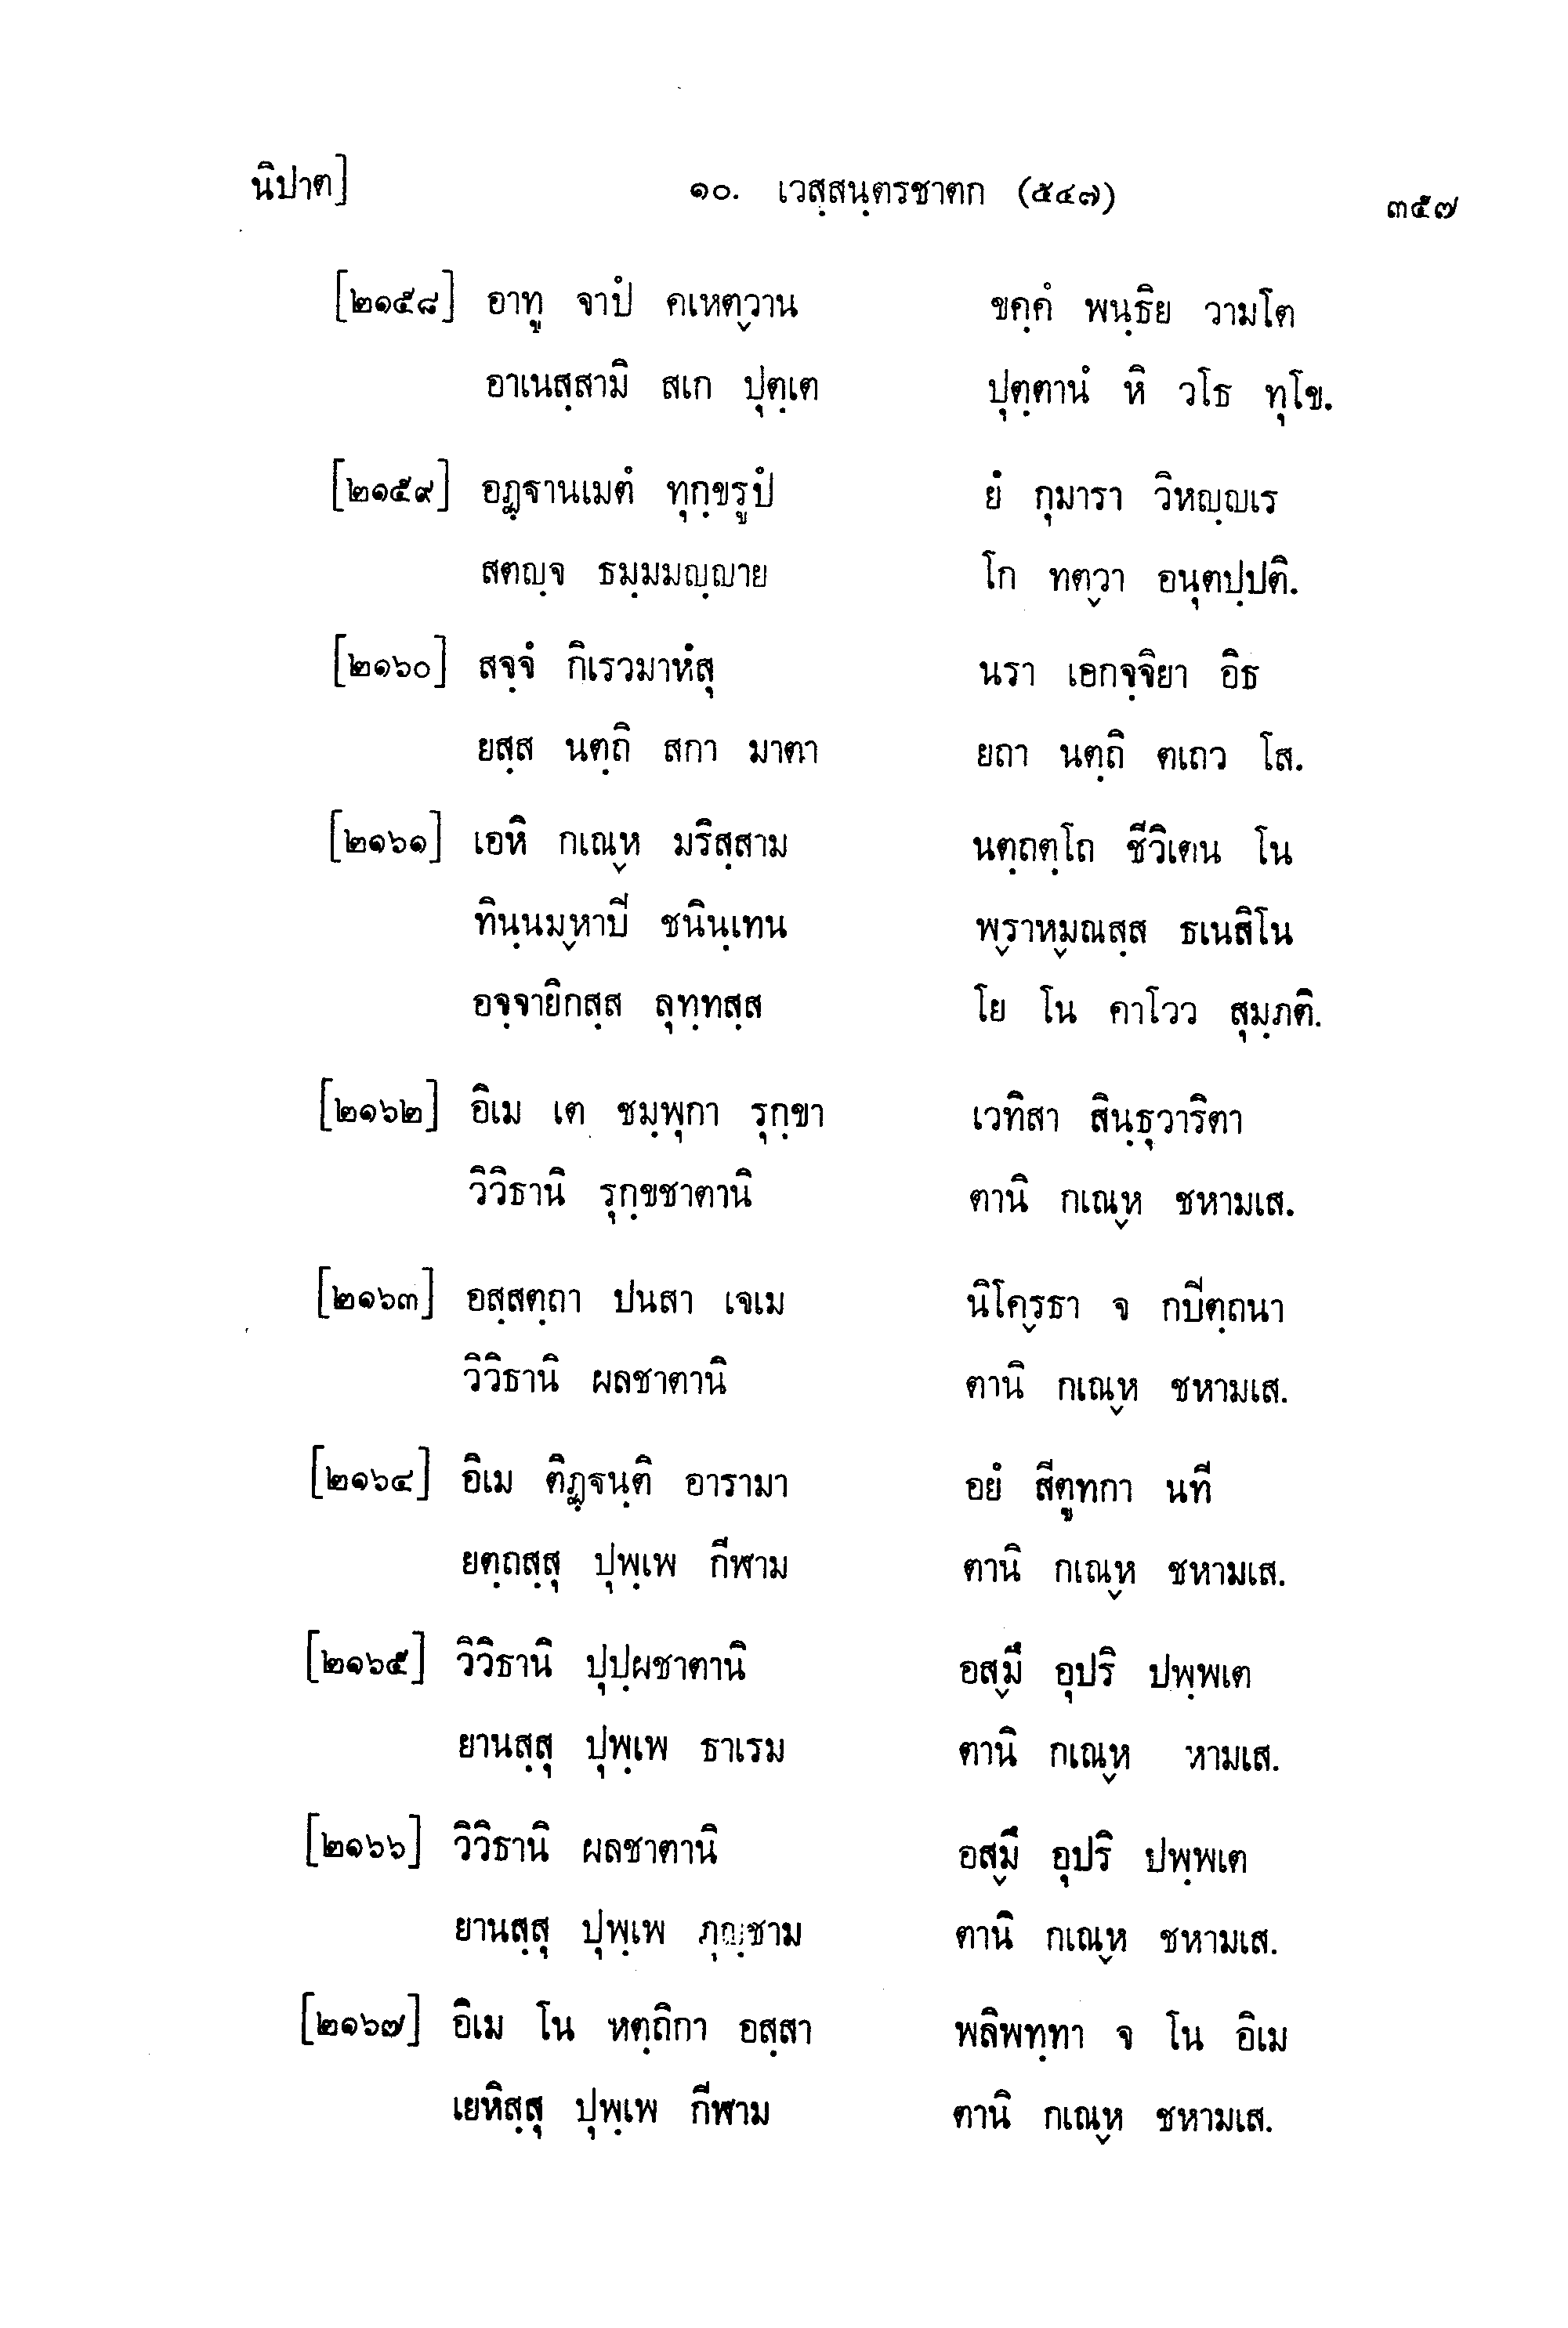 นิปาต] ๑๐. เวสฺสนฺตรชาตก (๕๔๗) ๓๕๗
[๒๑๕๘] อาทู จาปํ คเหตฺวาน ขคฺคํ พนฺธิย วามโต
อาเนสฺสามิ สเก ปุตฺเต ปุตฺตานํ หิ วโธ ทุโข.
[๒๑๕๙] อฏฺฐานเมตํ ทุกฺขรูปํ ยํ กุมารา วิหญฺญเร
สตญฺจ ธมฺมมญฺญาย โก ทตฺวา อนุตปฺปติ.
[๒๑๖๐] สจฺจํ กิเรวมาหํสุ นรา เอกจฺจิยา อิธ
ยสฺส นตฺถิ สกา มาตา ยถา นตฺถิ ตเถว โส.
[๒๑๖๑] เอหิ กเณฺห มริสฺสาม นตฺถตฺโถ ชีวิเตน โน
ทินฺนมฺหาปิ ชนินฺเทน พฺราหฺมณสฺส ธเนสิโน
อจฺจายิกสฺส ลุทฺทสฺส โย โน คาโวว สุมฺภติ.
[๒๑๖๒] อิเม เต ชมฺพุกา รุกฺขา เวทิสา สินฺธุวาริตา
วิวิธานิ รุกฺขชาตานิ ตานิ กเณฺห ชหามเส.
[๒๑๖๓] อสฺสตฺถา ปนสา เจเม นิโคฺรธา จ กปิตฺถนา
วิวิธานิ ผลชาตานิ ตานิ กเณฺห ชหามเส.
[๒๑๖๔] อิเม ติฏฺฐนฺติ อารามา อยํ สีตูทกา นที
ยตฺถสฺสุ ปุพฺเพ กีฬาม ตานิ กเณฺห ชหามเส.
[๒๑๖๕] วิวิธานิ ปุปฺผชาตานิ อสฺมึ อุปริ ปพฺพเต
ยานสฺสุ ปุพฺเพ ธาเรม ตานิ กเณฺห หามเส.
[๒๑๖๖] วิวิธานิ ผลชาตานิ อสฺมึ อุปริ ปพฺพเต
ยานสฺสุ ปุพฺเพ ภุญฺชาม ตานิ กเณฺห ชหามเส.
[๒๑๖๗] อิเม โน หตฺถิกา อสฺสา พลิพทฺทา จ โน อิเม
เยหิสฺสุ ปุพฺเพ กีฬาม ตานิ กเณฺห ชหามเส.